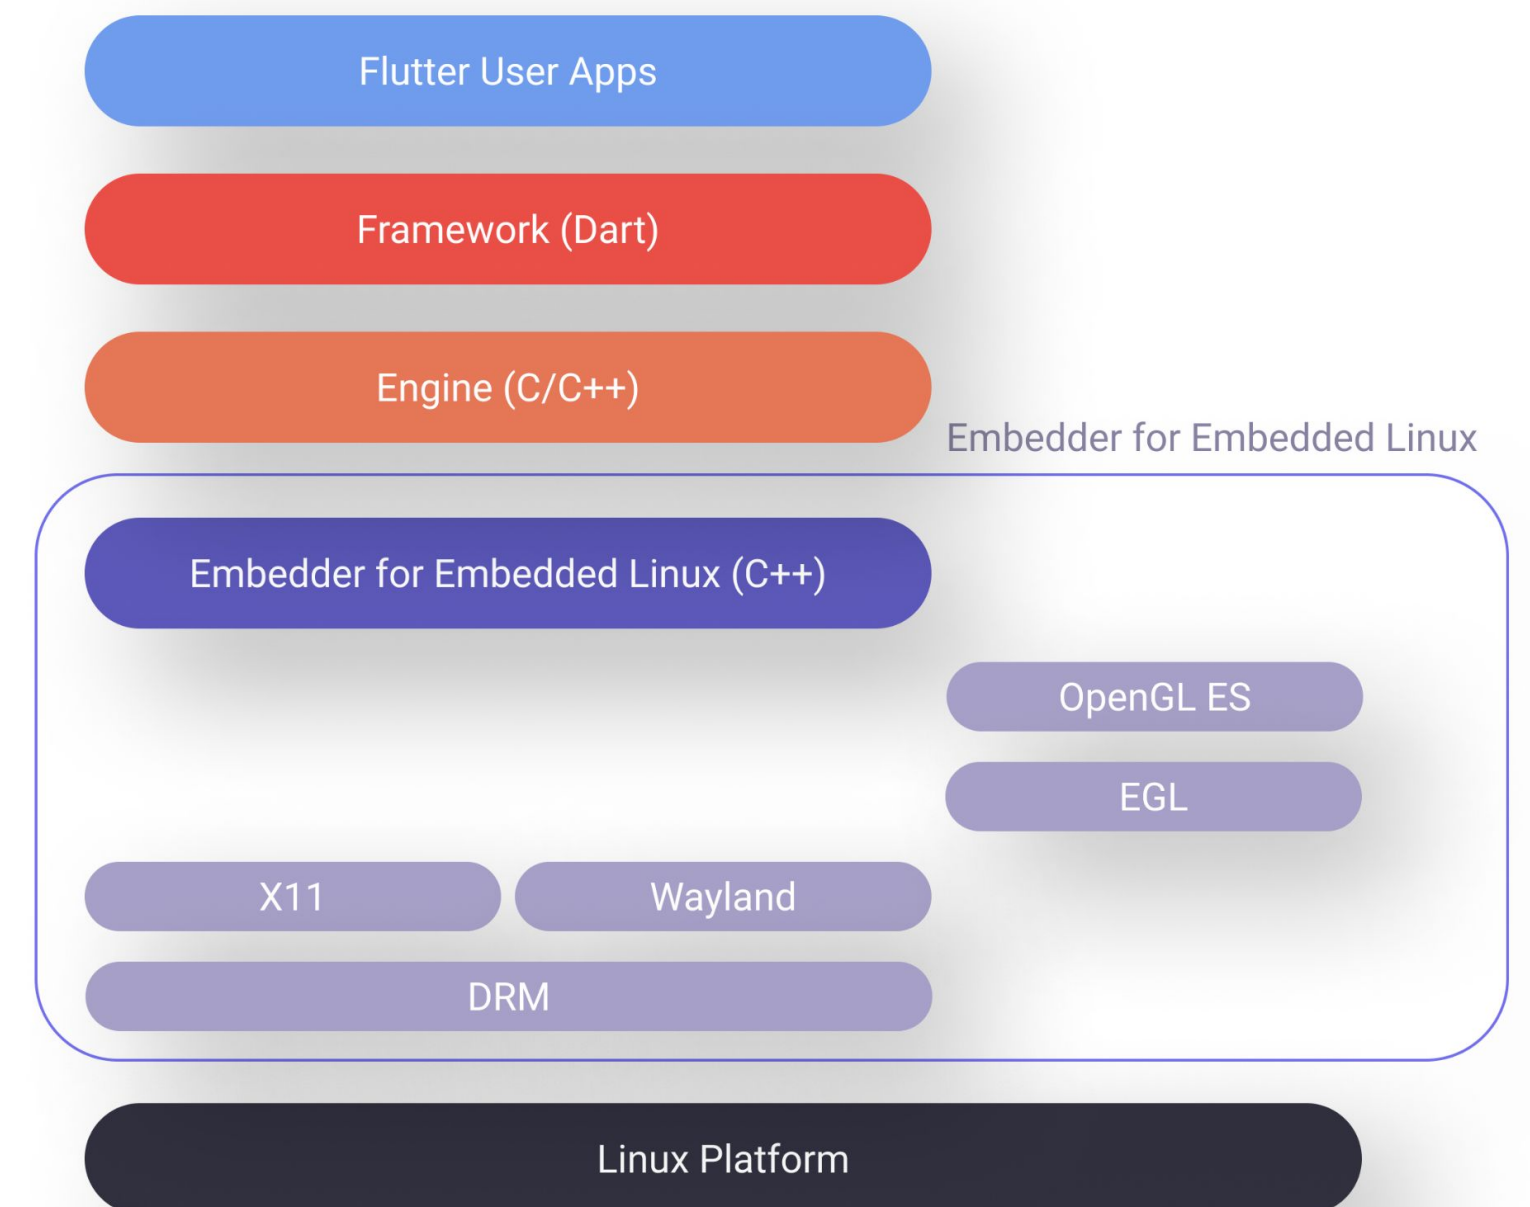 Flutter User Apps
Framework (Dart)
Engine (C/C++)
Embedder for Embedded Linux
Embedder for Embedded Linux (C++)
OpenGL ES
EGL
X11
Wayland
DRM
Linux Platform